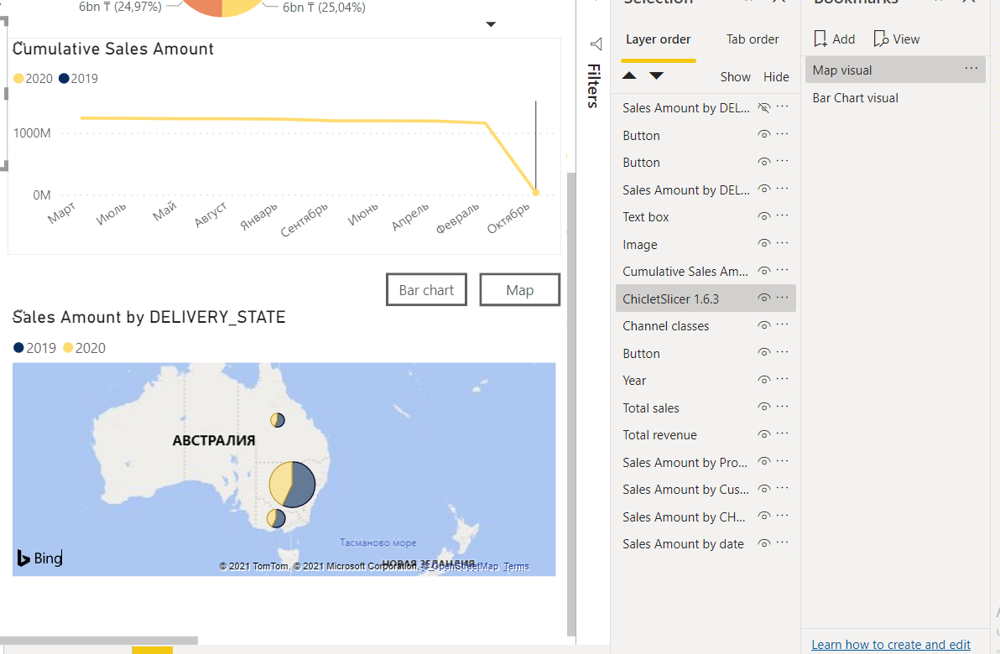 6bn ₸ (24,97%)
6bn ₸ (25,04%)
Cumulative Sales Amount
2020 2019
1000M
0M
Март
Июль
Май
Август
Январь
Сентябрь
Июнь
Апрель
Февраль
Октябрь
Bar chart
Map
Sales Amount by DELIVERY_STATE
2019 2020
АВСТРАЛИЯ
Тасманово море
НОВАЯ ЗЕЛАНДИЯ
Bing
© 2021 TomTom, © 2021 Microsoft Corporation, © OpenStreetMap Terms
Filters
Selection
Layer order
Tab order
Show Hide
Sales Amount by DEL...
Button
Button
Sales Amount by DEL...
Text box
Image
Cumulative Sales Am...
ChicletSlicer 1.6.3
Channel classes
Button
Year
Total sales
Total revenue
Sales Amount by Pro...
Sales Amount by Cus...
Sales Amount by CH...
Sales Amount by date
Bookmarks
Add
View
Map visual
Bar Chart visual
Learn how to create and edit